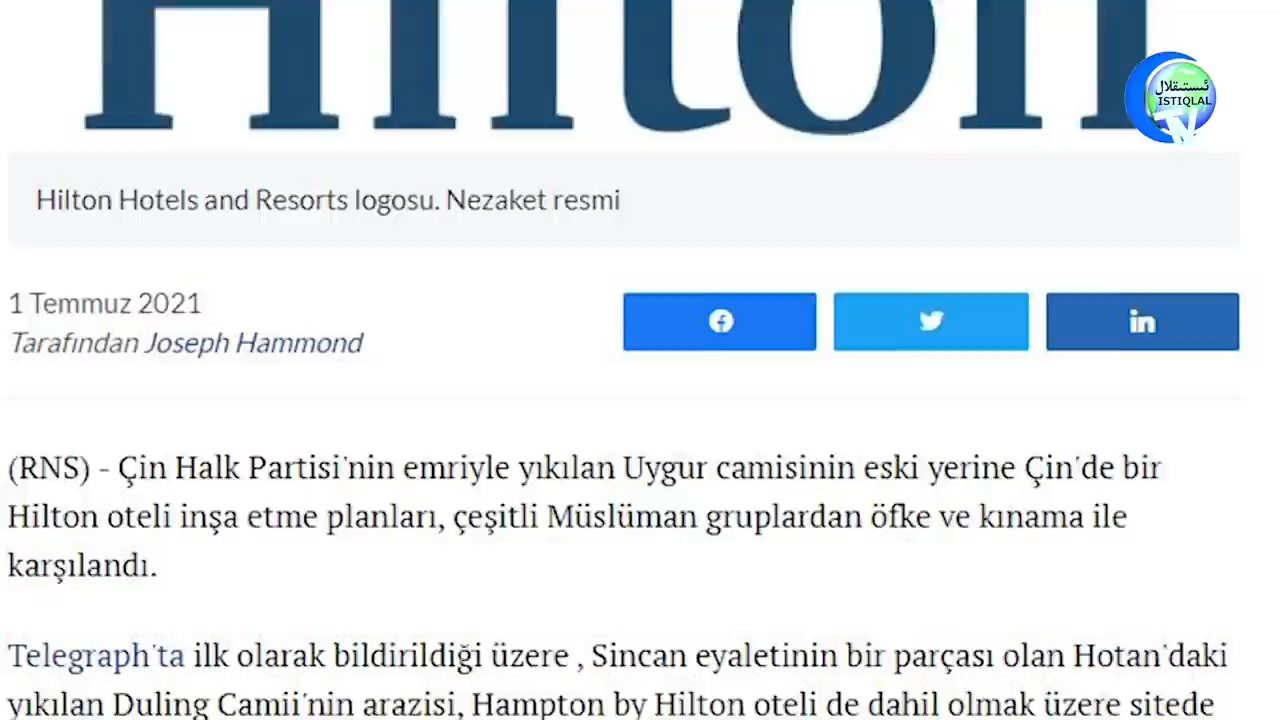 Hilton
ئىستىقلال
ISTIQLAL
TV
Hilton Hotels and Resorts logosu. Nezaket resmi
1 Temmuz 2021
Tarafından Joseph Hammond
in
(RNS) - Çin Halk Partisi'nin emriyle yıkılan Uygur camisinin eski yerine Çin'de bir
Hilton oteli inşa etme planları, çeşitli Müslüman gruplardan öfke ve kınama ile
karşılandı.
Telegraph'ta ilk olarak bildirildiği üzere , Sincan eyaletinin bir parçası olan Hotan'daki
yıkılan Duling Camii'nin arazisi, Hampton by Hilton oteli de dahil olmak üzere sitede